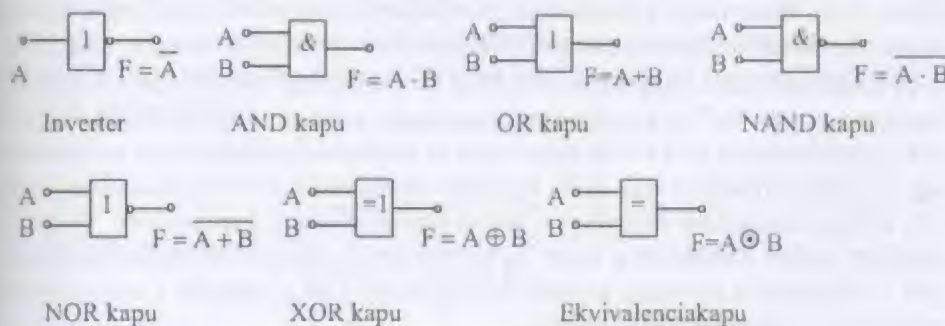 1 & 1 &
A A B A B A B
F = A̅ F = A · B F=A+B F = A̅ ̅·̅ ̅B̅
Inverter AND kapu OR kapu NAND kapu
A A A
1 =1 =
B B B
F = A̅ ̅+̅ ̅B̅ F = A ⊕ B F=A⊙B
NOR kapu XOR kapu Ekvivalenciakapu